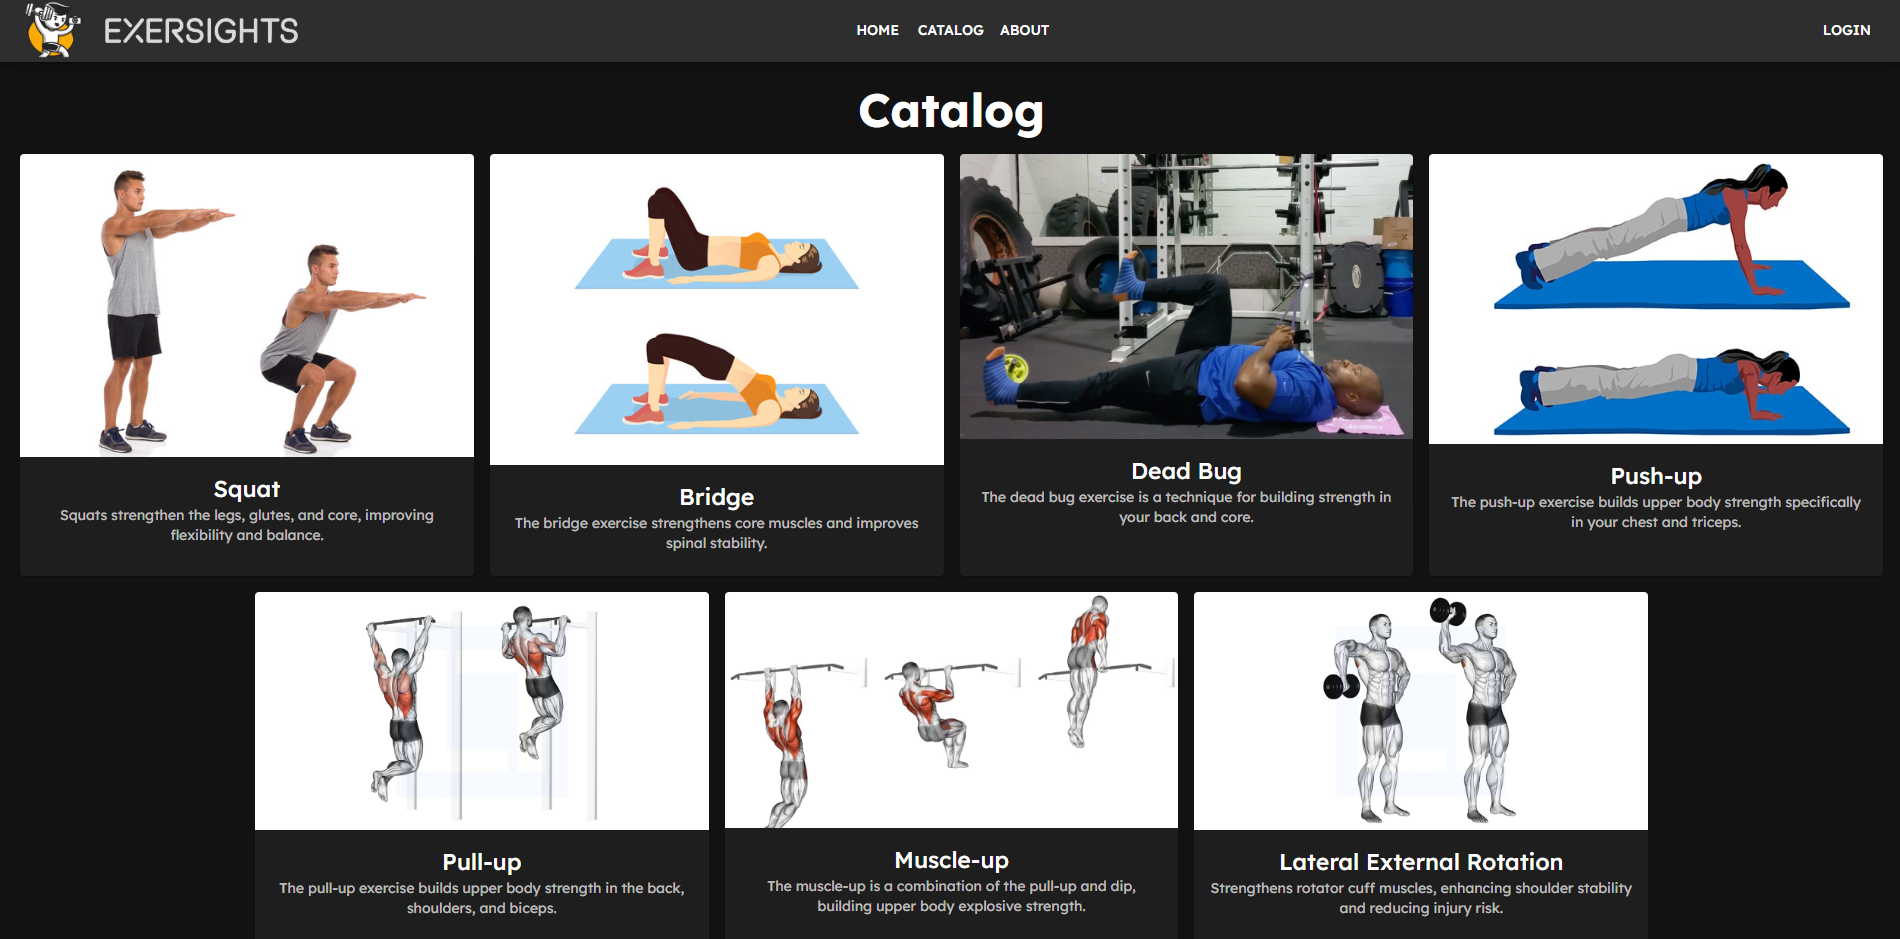 EXERSIGHTS
HOME CATALOG ABOUT
LOGIN
Catalog
Squat
Squats strengthen the legs, glutes, and core, improving
flexibility and balance.
Bridge
The bridge exercise strengthens core muscles and improves
spinal stability.
Dead Bug
The dead bug exercise is a technique for building strength in
your back and core.
Push-up
The push-up exercise builds upper body strength specifically
in your chest and triceps.
Pull-up
The pull-up exercise builds upper body strength in the back,
shoulders, and biceps.
Muscle-up
The muscle-up is a combination of the pull-up and dip,
building upper body explosive strength.
Lateral External Rotation
Strengthens rotator cuff muscles, enhancing shoulder stability
and reducing injury risk.